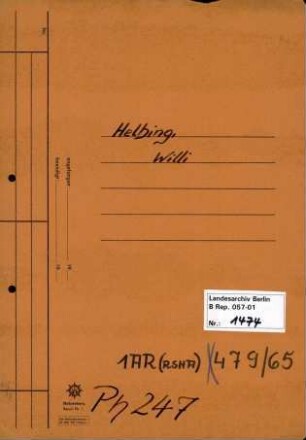 Helbing,
Willi
Landesarchiv Berlin
B Rep. 057-01
Nr.: 1474
1AR (RSHA) 479/65
Ph 247